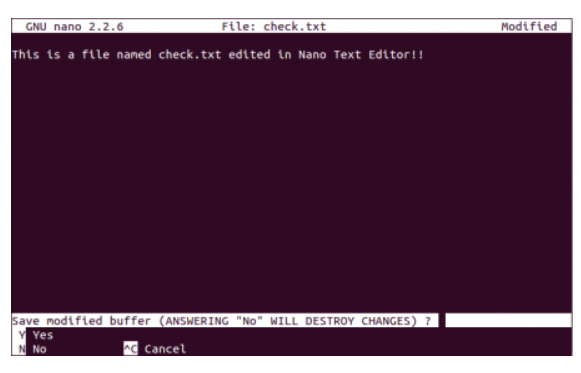 GNU nano 2.2.6 File: check.txt Modified
This is a file named check.txt edited in Nano Text Editor!!
Save modified buffer (ANSWERING "No" WILL DESTROY CHANGES) ?
Y Yes
N No ^C Cancel